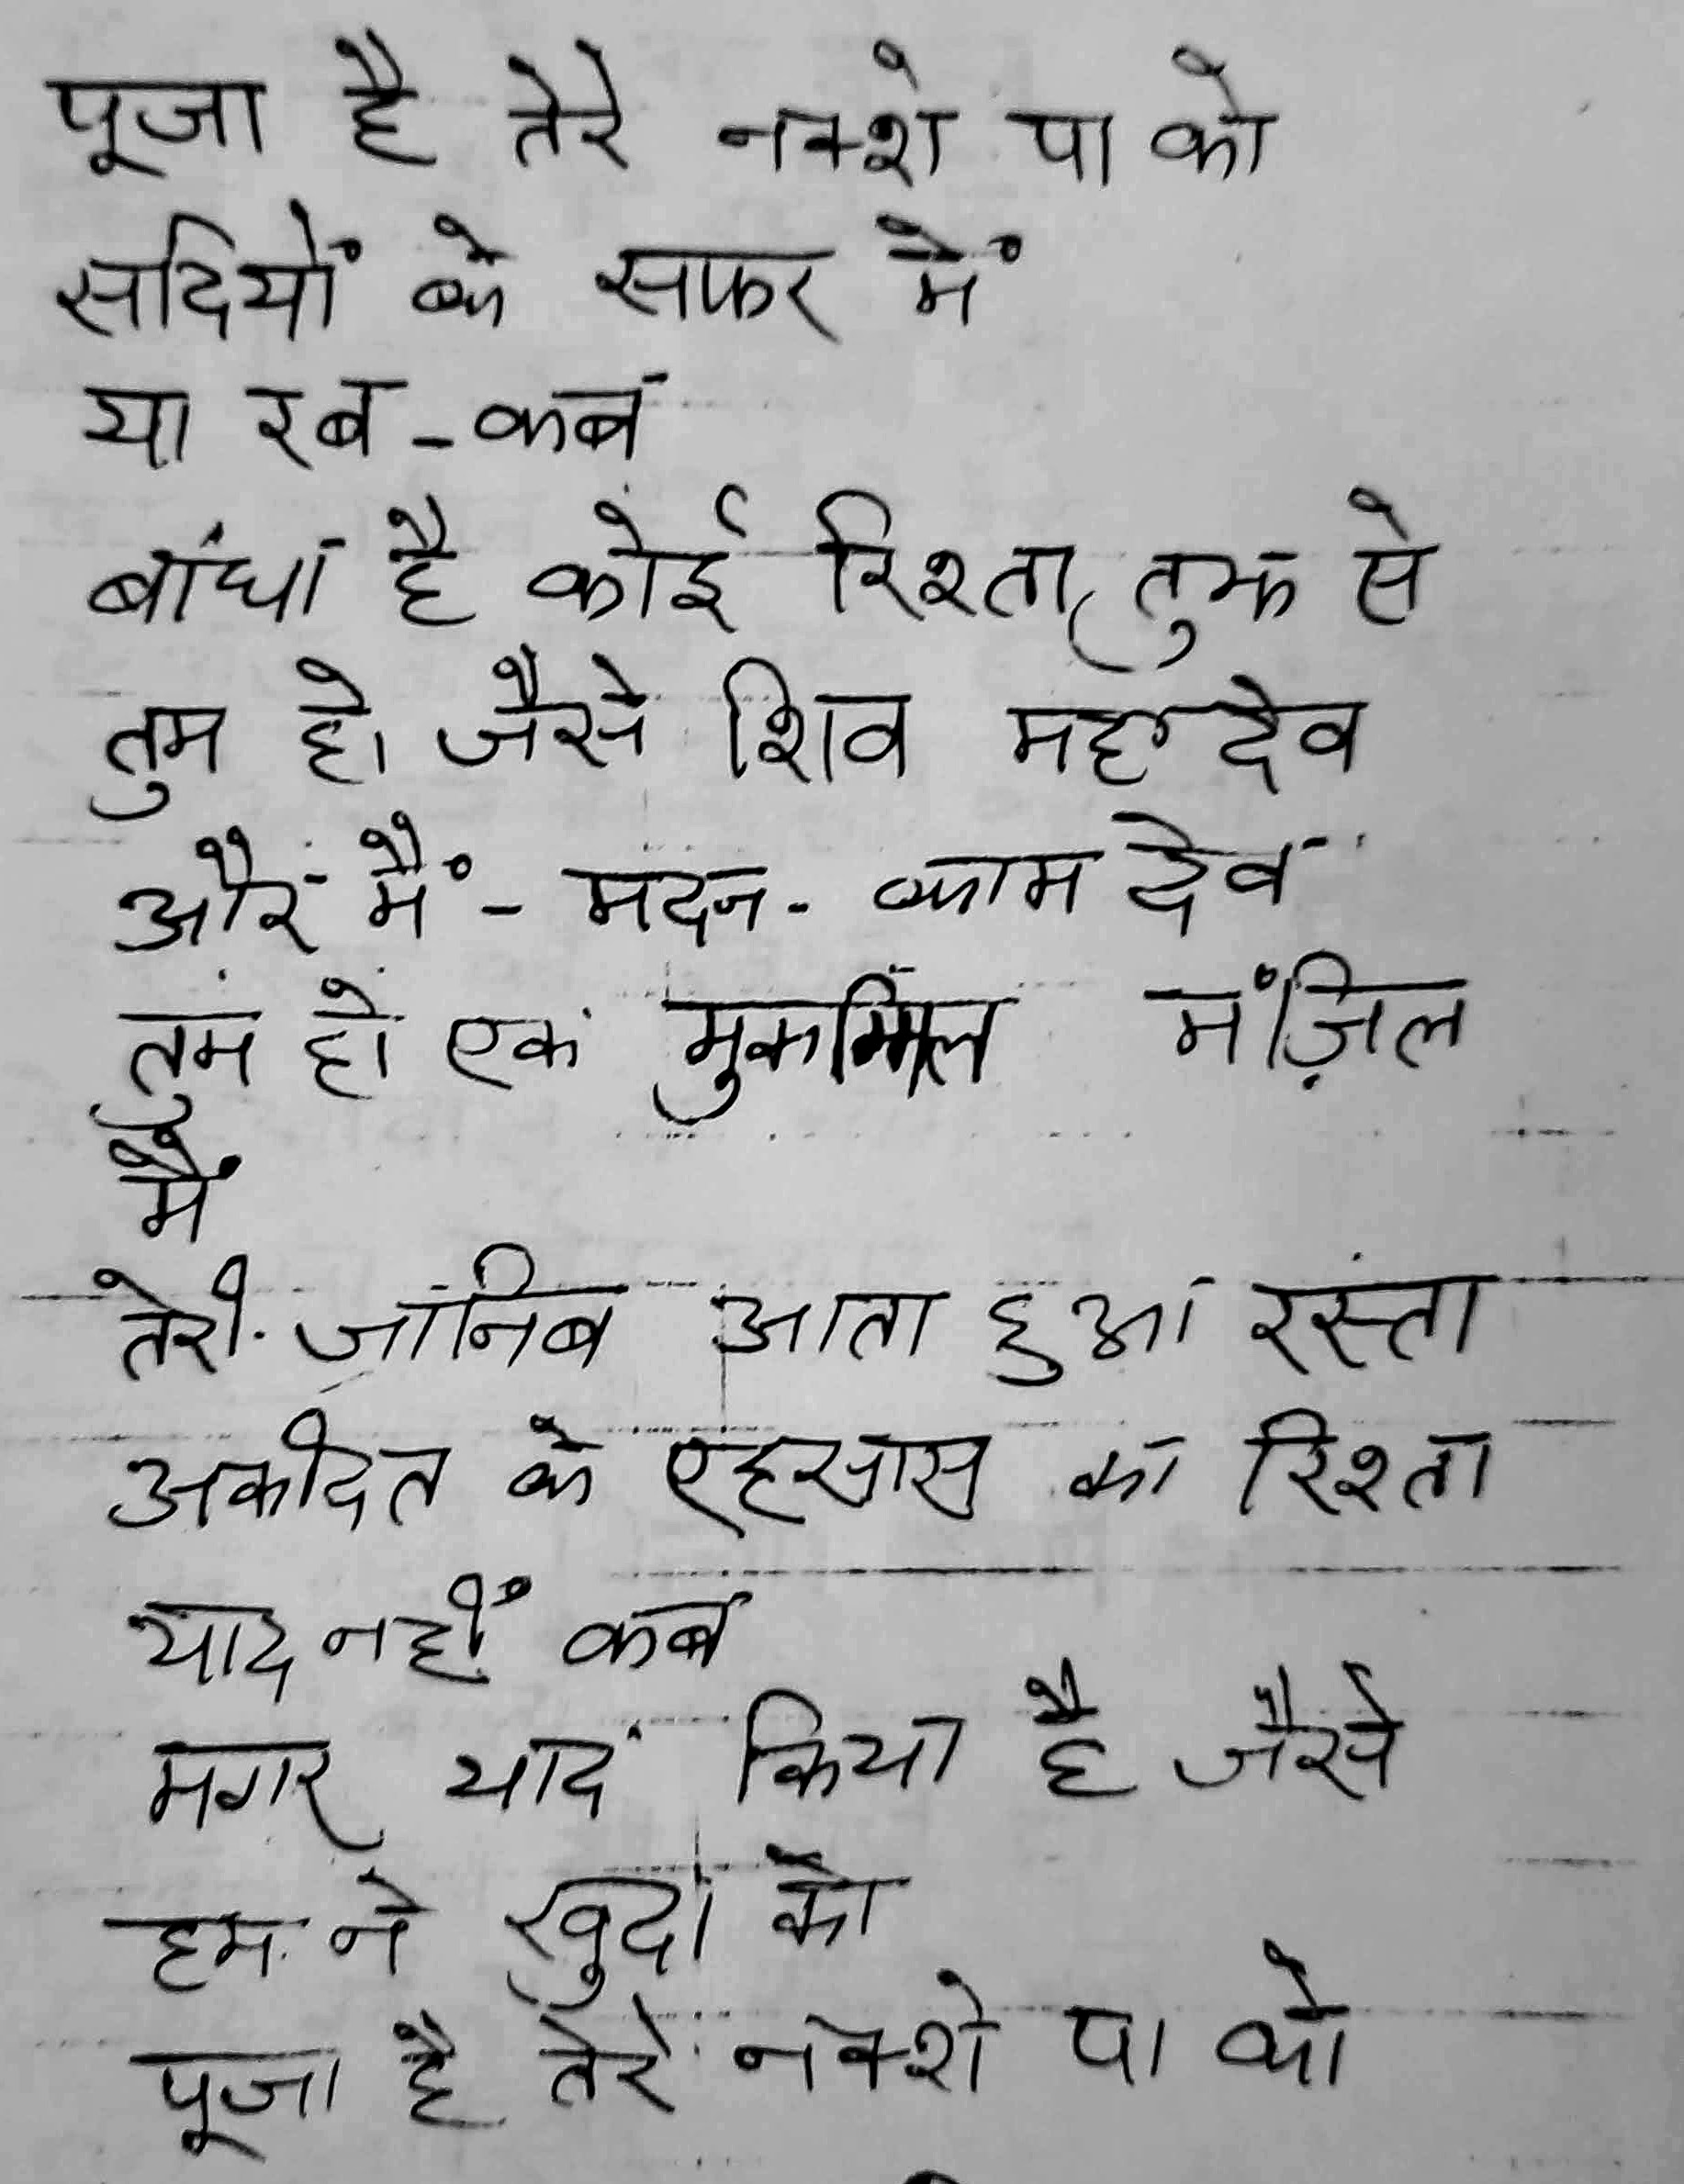 पूजा है तेरे नक्शे पा को
सदियों के सफर में
या रब - कब
बांधा है कोई रिश्ता, तुझ से
तुम हो जैसे शिव महादेव
और मैं - मदन - काम देव
तुम हो एक मुकम्मिल मंज़िल
मैं
तेरी जानिब आता हुआ रस्ता
अकीदत के एहसास का रिश्ता
याद नहीं कब
मगर याद किया है जैसे
हम ने खुदा को
पूजा है तेरे नक्शे पा को